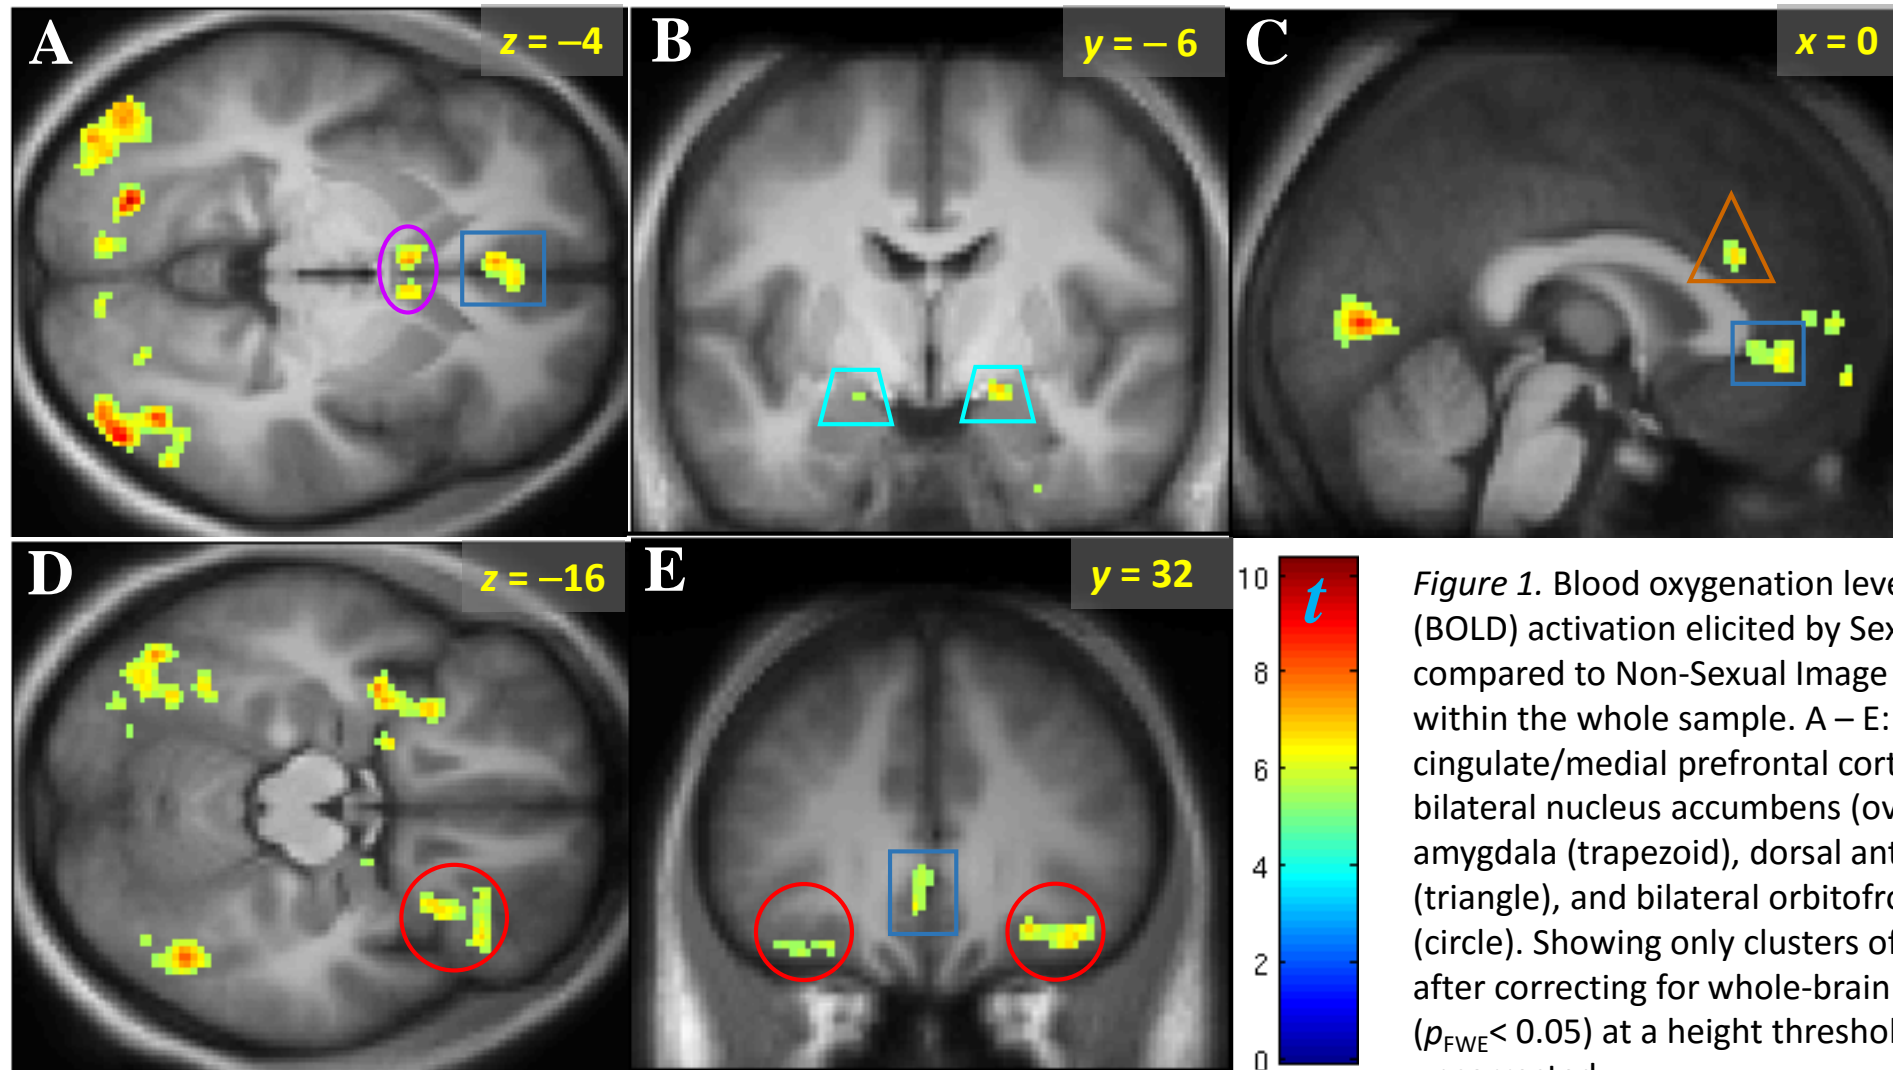 A
z = −4
B
y = − 6
C
x = 0
D
z = −16
E
y = 32
10
8
6
4
2
0
t
Figure 1. Blood oxygenation leve
(BOLD) activation elicited by Sex
compared to Non-Sexual Image
within the whole sample. A – E:
cingulate/medial prefrontal cort
bilateral nucleus accumbens (ov
amygdala (trapezoid), dorsal ant
(triangle), and bilateral orbitofro
(circle). Showing only clusters of
after correcting for whole-brain
(pFWE< 0.05) at a height threshol